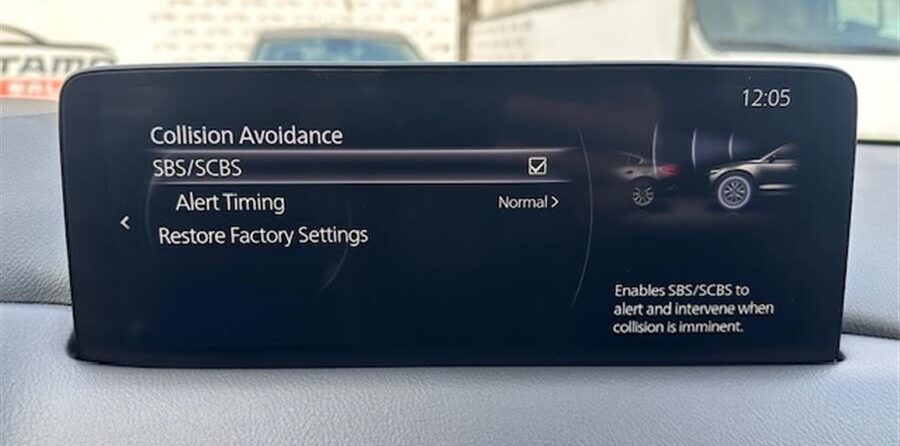 TAMO
12:05
Collision Avoidance
SBS/SCBS
Alert Timing
Normal >
Restore Factory Settings
Enables SBS/SCBS to
alert and intervene when
collision is imminent.